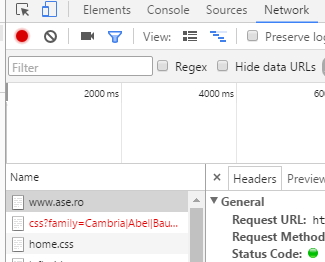 Elements Console Sources Network
View: Preserve log
Filter Regex Hide data URLs
2000 ms 4000 ms 600
Name × Headers Preview
www.ase.ro General
css?family=Cambria|Abel|Bau... Request URL: ht
home.css Request Method
Status Code: